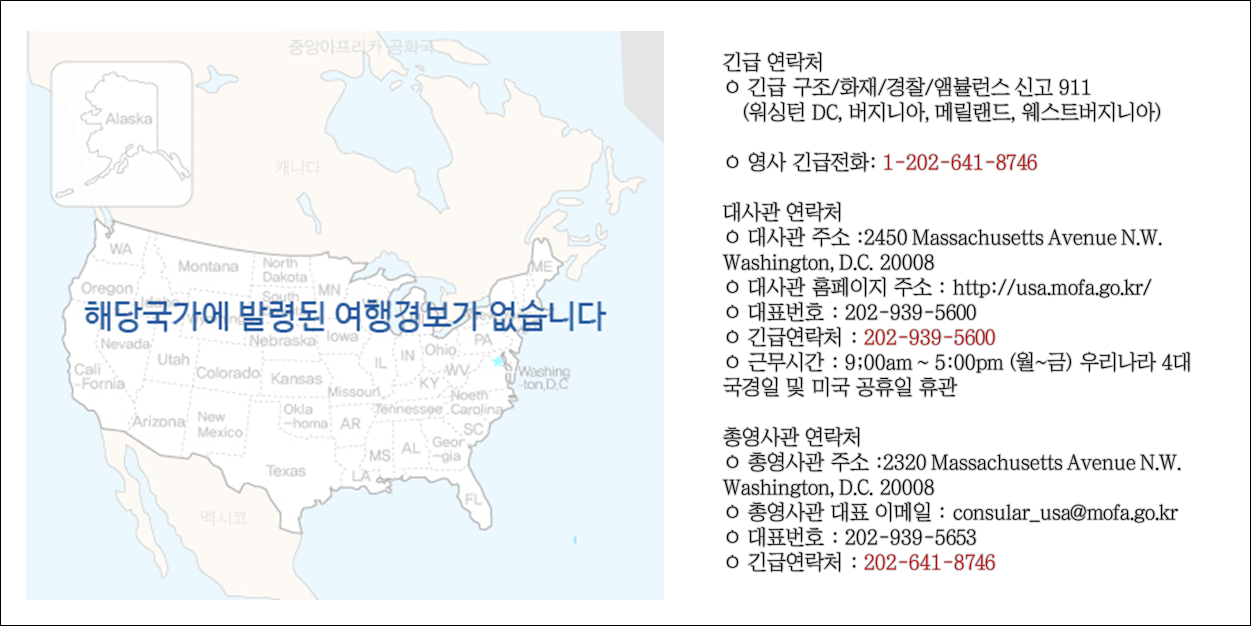 중앙아프리카 공화국
Alaska
캐나다
WA
Montana
North
Dakota
MN
ME
Oregon
Idaho
South
해당국가에 발령된 여행경보가 없습니다
Nevada
Nebraska
Iowa
PA
Utah
IL
IN
Ohio
WV
Cali
-Fornia
Colorado
Kansas
Missouri
KY
Washing
-ton,D.C
Arizona
New
Mexico
Okla
-homa
AR
Tennessee
Noeth
Carolina
SC
Texas
LA
MS
AL
Geor
-gia
FL
멕시코
긴급 연락처
ㅇ 긴급 구조/화재/경찰/앰뷸런스 신고 911
(워싱턴 DC, 버지니아, 메릴랜드, 웨스트버지니아)
ㅇ 영사 긴급전화: 1-202-641-8746
대사관 연락처
ㅇ 대사관 주소 :2450 Massachusetts Avenue N.W.
Washington, D.C. 20008
ㅇ 대사관 홈페이지 주소 : http://usa.mofa.go.kr/
ㅇ 대표번호 : 202-939-5600
ㅇ 긴급연락처 : 202-939-5600
ㅇ 근무시간 : 9;00am ~ 5:00pm (월~금) 우리나라 4대
국경일 및 미국 공휴일 휴관
총영사관 연락처
ㅇ 총영사관 주소 :2320 Massachusetts Avenue N.W.
Washington, D.C. 20008
ㅇ 총영사관 대표 이메일 : consular_usa@mofa.go.kr
ㅇ 대표번호 : 202-939-5653
ㅇ 긴급연락처 : 202-641-8746